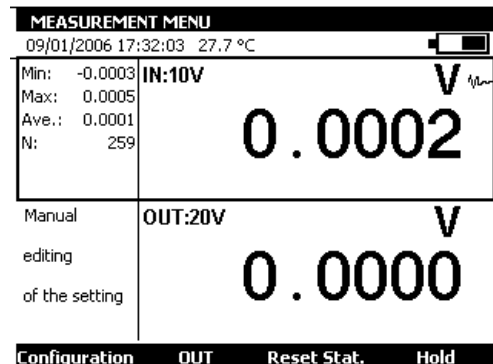 MEASUREMENT MENU
09/01/2006 17:32:03 27.7 °C
Min: -0.0003
Max: 0.0005
Ave.: 0.0001
N: 259
IN:10V
V
0.0002
Manual
editing
of the setting
OUT:20V
V
0.0000
Configuration OUT Reset Stat. Hold